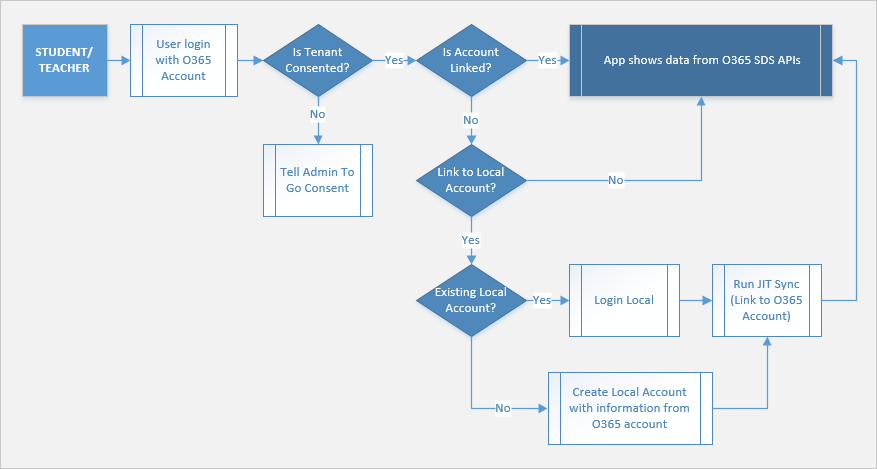 STUDENT/
TEACHER
User login
with O365
Account
Is Tenant
Consented?
Yes
Is Account
Linked?
Yes
App shows data from O365 SDS APIs
No
No
Tell Admin To
Go Consent
Link to Local
Account?
No
Yes
Existing Local
Account?
Yes
Login Local
Run JIT Sync
(Link to O365
Account)
No
Create Local Account
with information from
O365 account